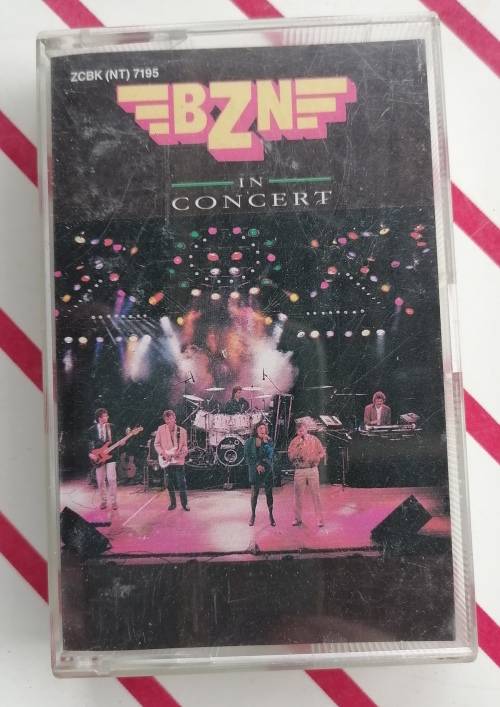 ZCBK (NT) 7195
BZN
IN
CONCERT